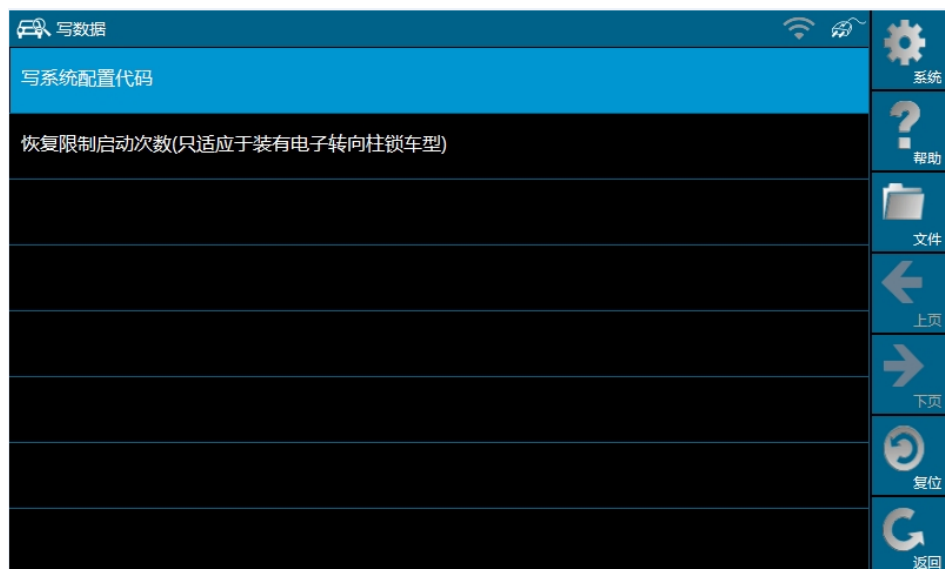 写数据
写系统配置代码
恢复限制启动次数(只适应于装有电子转向柱锁车型)
系统
帮助
文件
上页
下页
复位
返回